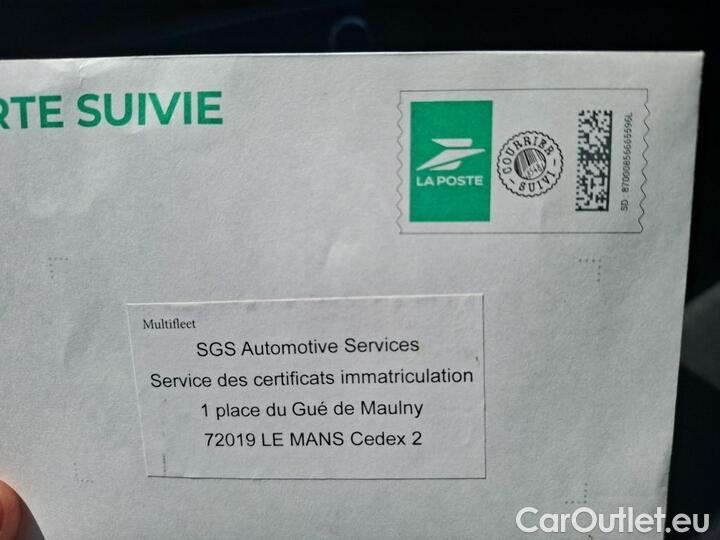 RTE SUIVIE
LA POSTE
COURRIER
SUIVI
Multifleet
SGS Automotive Services
Service des certificats immatriculation
1 place du Gué de Maulny
72019 LE MANS Cedex 2
CarOutlet.eu